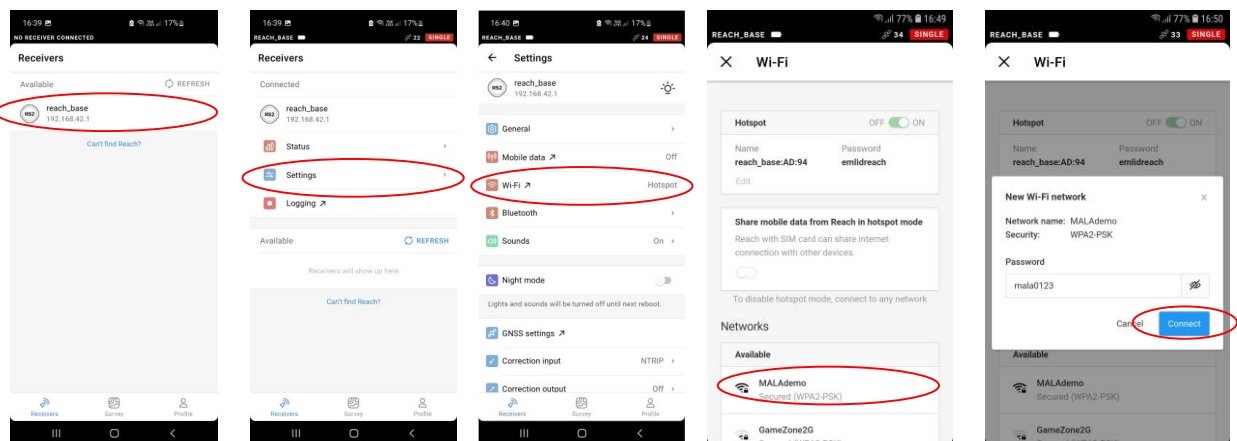 16:39 17%
NO RECEIVER CONNECTED
Receivers
Available REFRESH
RS2 reach_base
192.168.42.1
Can't find Reach?
Receivers Survey Profile
16:39 17%
REACH_BASE 22 SINGLE
Receivers
Connected
RS2 reach_base
192.168.42.1
Status
Settings
Logging
Available REFRESH
Receivers will show up here
Can't find Reach?
Receivers Survey Profile
16:40 17%
REACH_BASE 24 SINGLE
Settings
RS2 reach_base
192.168.42.1
General
Mobile data Off
Wi-Fi Hotspot
Bluetooth
Sounds On
Night mode
Lights and sounds will be turned off until next reboot.
GNSS settings
Correction input NTRIP
Correction output Off
Receivers Survey Profile
77% 16:49
REACH_BASE 34 SINGLE
Wi-Fi
Hotspot OFF ON
Name Password
reach_base:AD:94 emlidreach
Edit
Share mobile data from Reach in hotspot mode
Reach with SIM card can share internet
connection with other devices.
To disable hotspot mode, connect to any network
Networks
Available
MALAdemo
Secured (WPA2-PSK)
GameZone2G
77% 16:50
REACH_BASE 33 SINGLE
Wi-Fi
Hotspot OFF ON
Name Password
reach_base:AD:94 emlidreach
New Wi-Fi network x
Network name: MALAdemo
Security: WPA2-PSK
Password
mala0123
Cancel Connect
Available
MALAdemo
Secured (WPA2-PSK)
GameZone2G